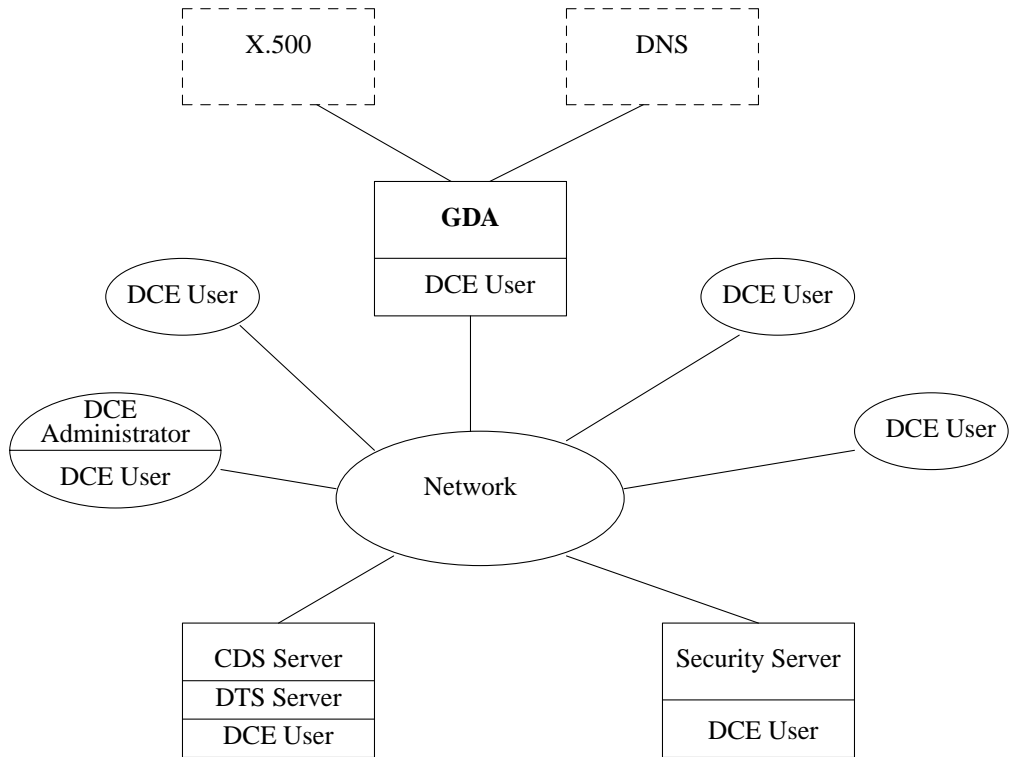 X.500
DNS
GDA
DCE User
DCE User
DCE User
DCE
Administrator
DCE User
DCE User
Network
CDS Server
DTS Server
DCE User
Security Server
DCE User